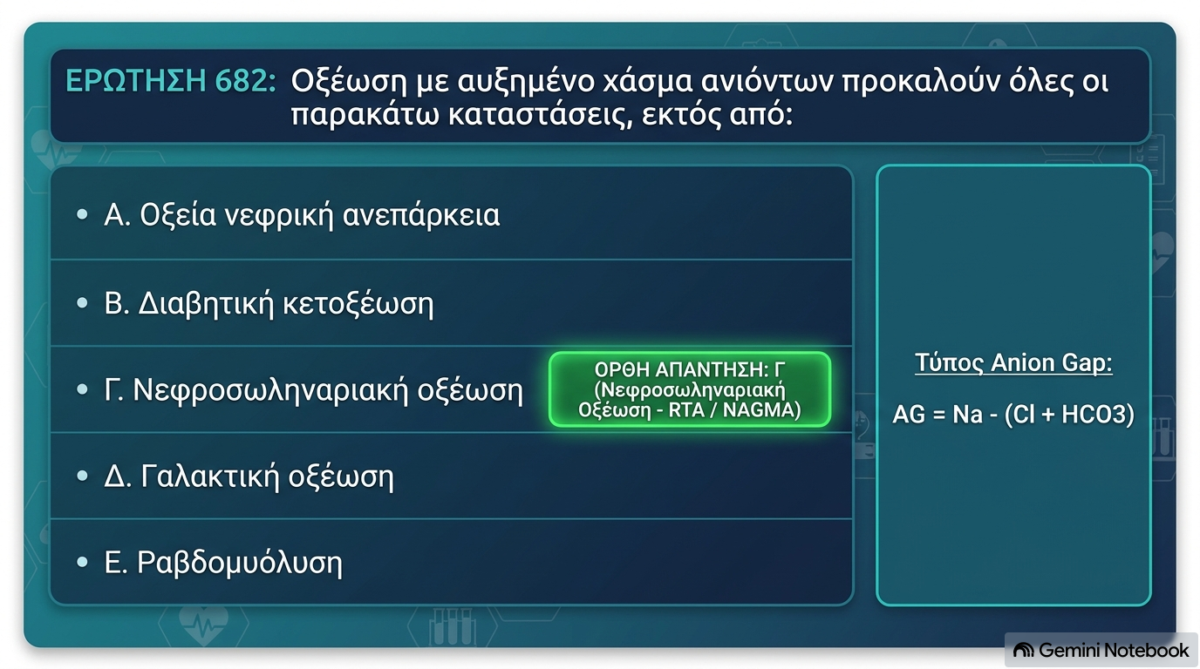 ΕΡΩΤΗΣΗ 682: Οξέωση με αυξημένο χάσμα ανιόντων προκαλούν όλες οι
παρακάτω καταστάσεις, εκτός από:
• Α. Οξεία νεφρική ανεπάρκεια
• Β. Διαβητική κετοξέωση
• Γ. Νεφροσωληναριακή οξέωση
ΟΡΘΗ ΑΠΑΝΤΗΣΗ: Γ
(Νεφροσωληναριακή
Οξέωση - RTA / NAGMA)
• Δ. Γαλακτική οξέωση
• Ε. Ραβδομυόλυση
Τύπος Anion Gap:
AG = Na - (Cl + HCO3)
Gemini Notebook